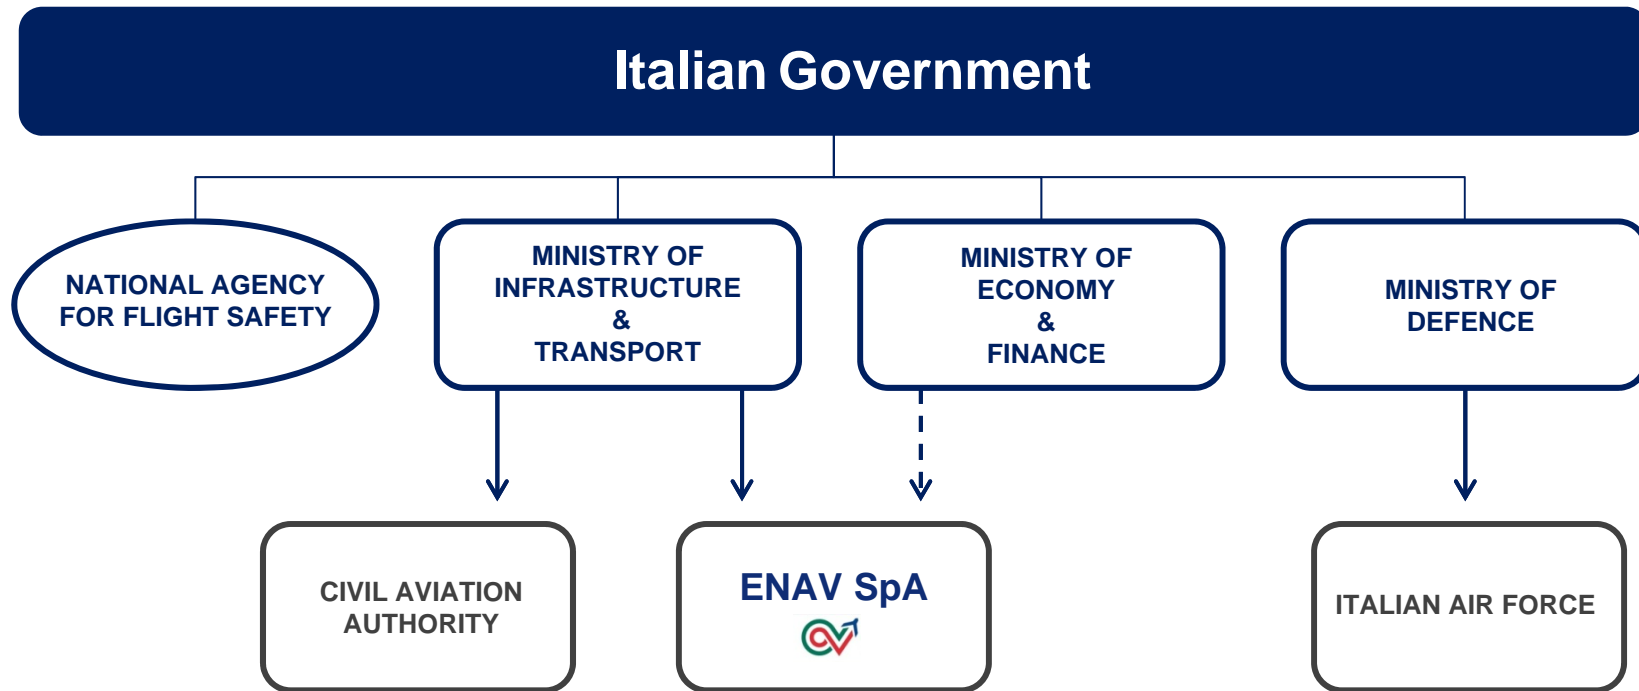 Italian Government
NATIONAL AGENCY
FOR FLIGHT SAFETY
MINISTRY OF
INFRASTRUCTURE
&
TRANSPORT
MINISTRY OF
ECONOMY
&
FINANCE
MINISTRY OF
DEFENCE
CIVIL AVIATION
AUTHORITY
ENAV SpA
ITALIAN AIR FORCE